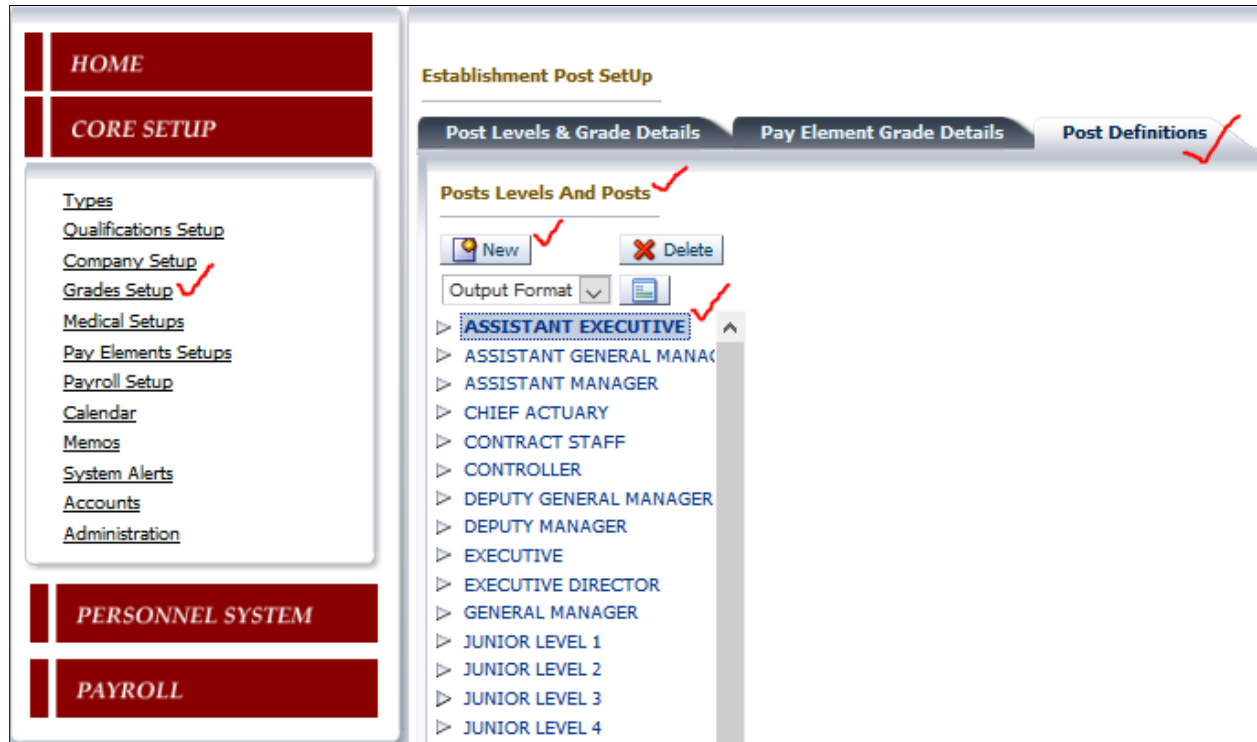 HOME
CORE SETUP
Types
Qualifications Setup
Company Setup
Grades Setup
Medical Setups
Pay Elements Setups
Payroll Setup
Calendar
Memos
System Alerts
Accounts
Administration
PERSONNEL SYSTEM
PAYROLL
Establishment Post SetUp
Post Levels & Grade Details
Pay Element Grade Details
Post Definitions
Posts Levels And Posts
New
Delete
Output Format
ASSISTANT EXECUTIVE
ASSISTANT GENERAL MANAG
ASSISTANT MANAGER
CHIEF ACTUARY
CONTRACT STAFF
CONTROLLER
DEPUTY GENERAL MANAGER
DEPUTY MANAGER
EXECUTIVE
EXECUTIVE DIRECTOR
GENERAL MANAGER
JUNIOR LEVEL 1
JUNIOR LEVEL 2
JUNIOR LEVEL 3
JUNIOR LEVEL 4